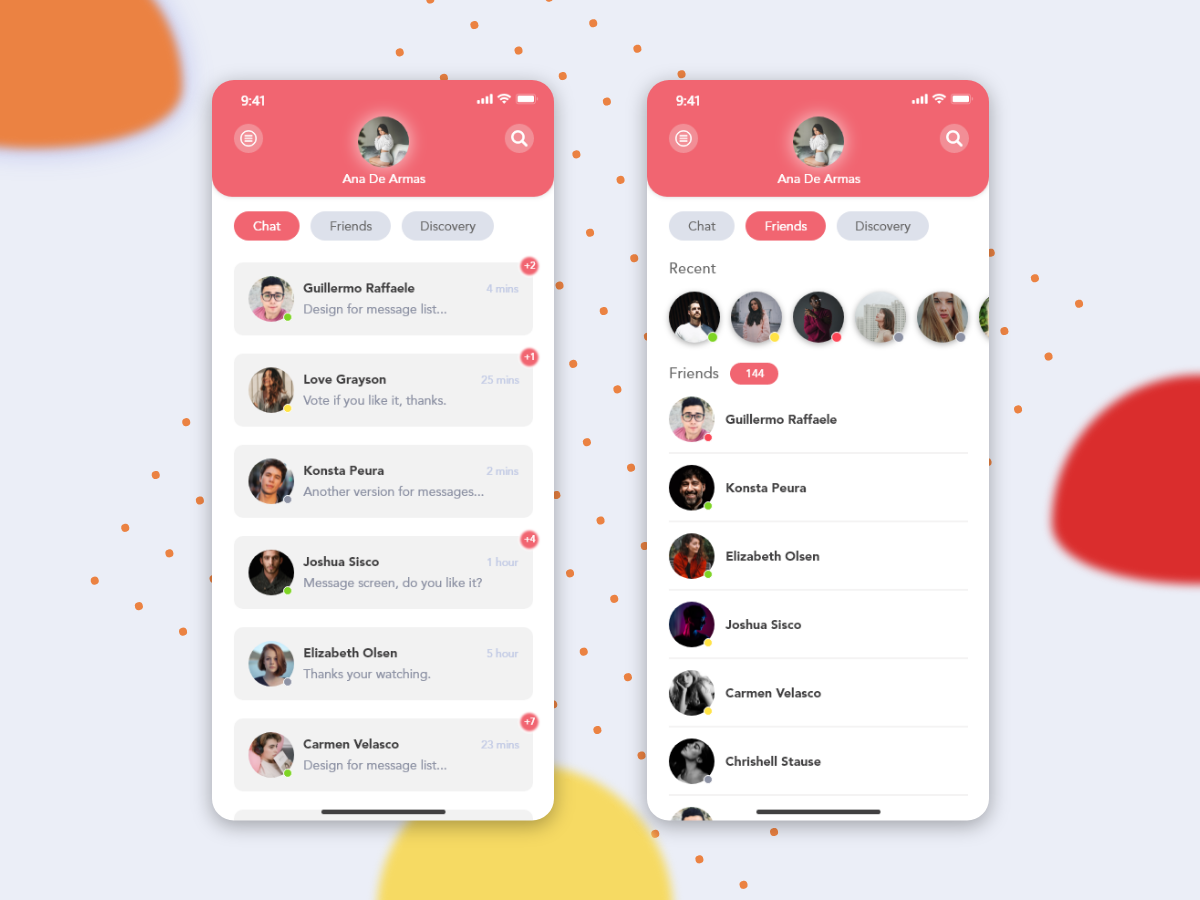 9:41
Ana De Armas
Chat Friends Discovery
+2
Guillermo Raffaele 4 mins
Design for message list...
+1
Love Grayson 25 mins
Vote if you like it, thanks.
Konsta Peura 2 mins
Another version for messages...
+4
Joshua Sisco 1 hour
Message screen, do you like it?
Elizabeth Olsen 5 hour
Thanks your watching.
+7
Carmen Velasco 23 mins
Design for message list...
9:41
Ana De Armas
Chat Friends Discovery
Recent
Friends 144
Guillermo Raffaele
Konsta Peura
Elizabeth Olsen
Joshua Sisco
Carmen Velasco
Chrishell Stause